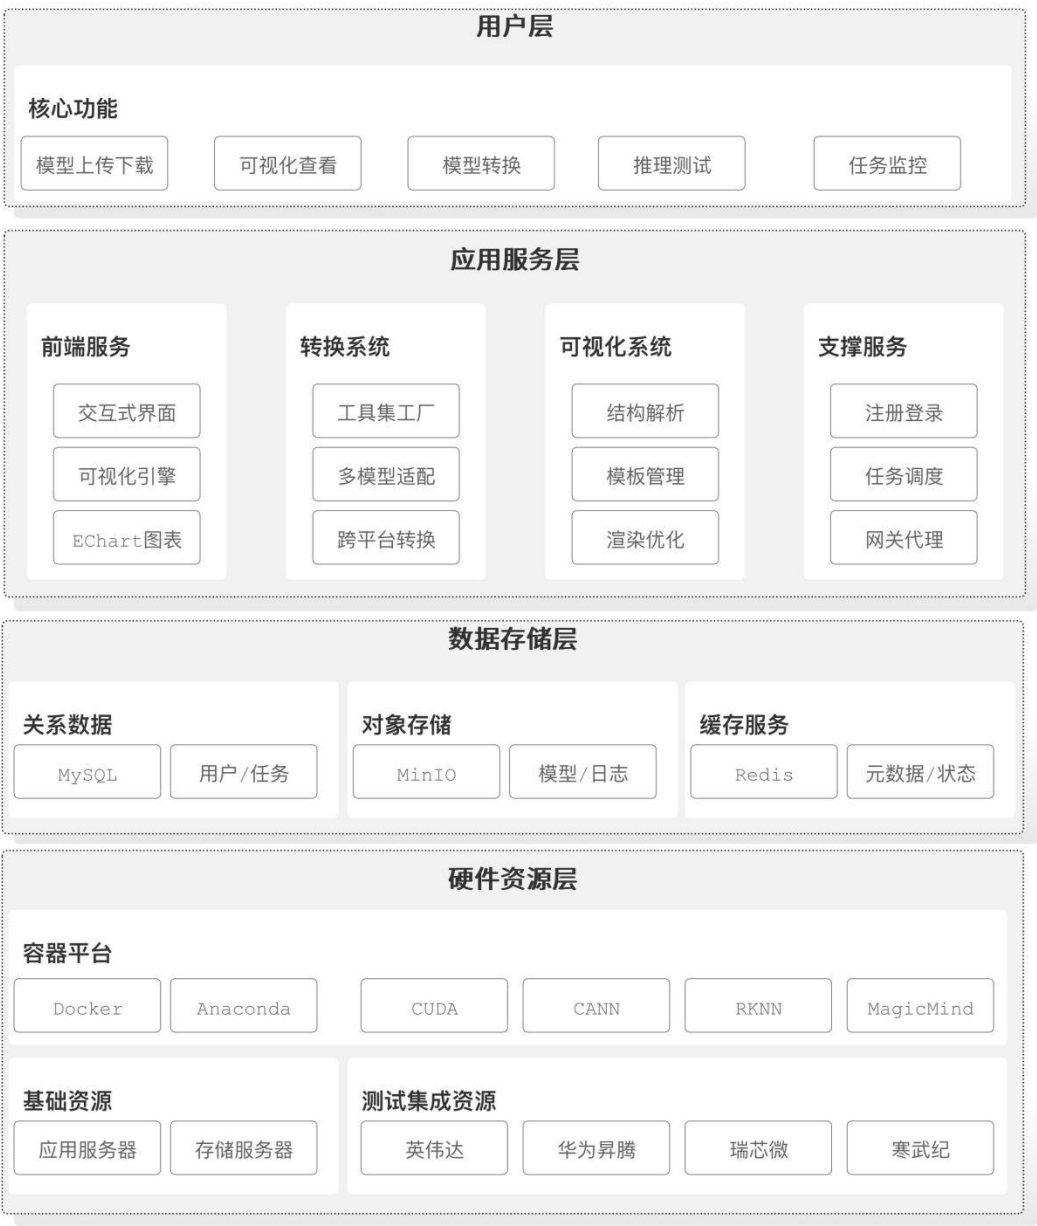 用户层
核心功能
模型上传下载 可视化查看 模型转换 推理测试 任务监控
应用服务层
前端服务 转换系统 可视化系统 支撑服务
交互式界面 工具集工厂 结构解析 注册登录
可视化引擎 多模型适配 模板管理 任务调度
EChart图表 跨平台转换 渲染优化 网关代理
数据存储层
关系数据 对象存储 缓存服务
MySQL 用户/任务 MinIO 模型/日志 Redis 元数据/状态
硬件资源层
容器平台
Docker Anaconda CUDA CANN RKNN MagicMind
基础资源 测试集成资源
应用服务器 存储服务器 英伟达 华为昇腾 瑞芯微 寒武纪